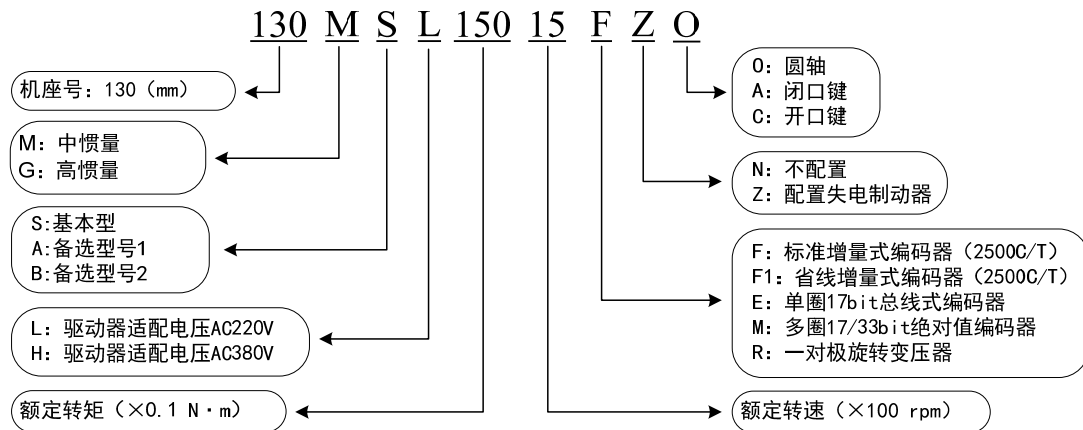 130 M S L 150 15 F Z O
机座号: 130 (mm)
M: 中惯量
G: 高惯量
S:基本型
A:备选型号1
B:备选型号2
L: 驱动器适配电压AC220V
H: 驱动器适配电压AC380V
额定转矩(×0.1 N·m)
O: 圆轴
A: 闭口键
C: 开口键
N: 不配置
Z: 配置失电制动器
F: 标准增量式编码器(2500C/T)
F1: 省线增量式编码器(2500C/T)
E: 单圈17bit总线式编码器
M: 多圈17/33bit绝对值编码器
R: 一对极旋转变压器
额定转速(×100 rpm)